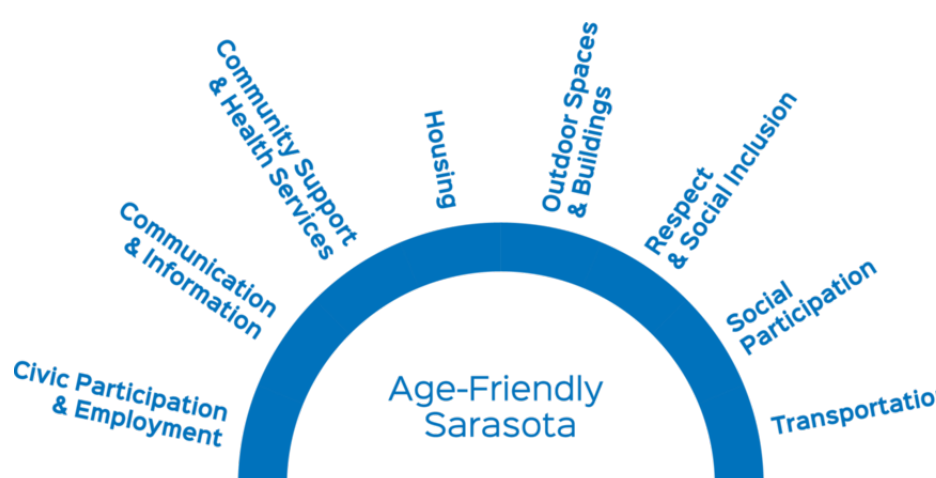 Civic Participation
& Employment
Communication
& Information
Community Support
& Health Services
Housing
Outdoor Spaces
& Buildings
Respect
& Social Inclusion
Social
Participation
Transportatio
Age-Friendly
Sarasota